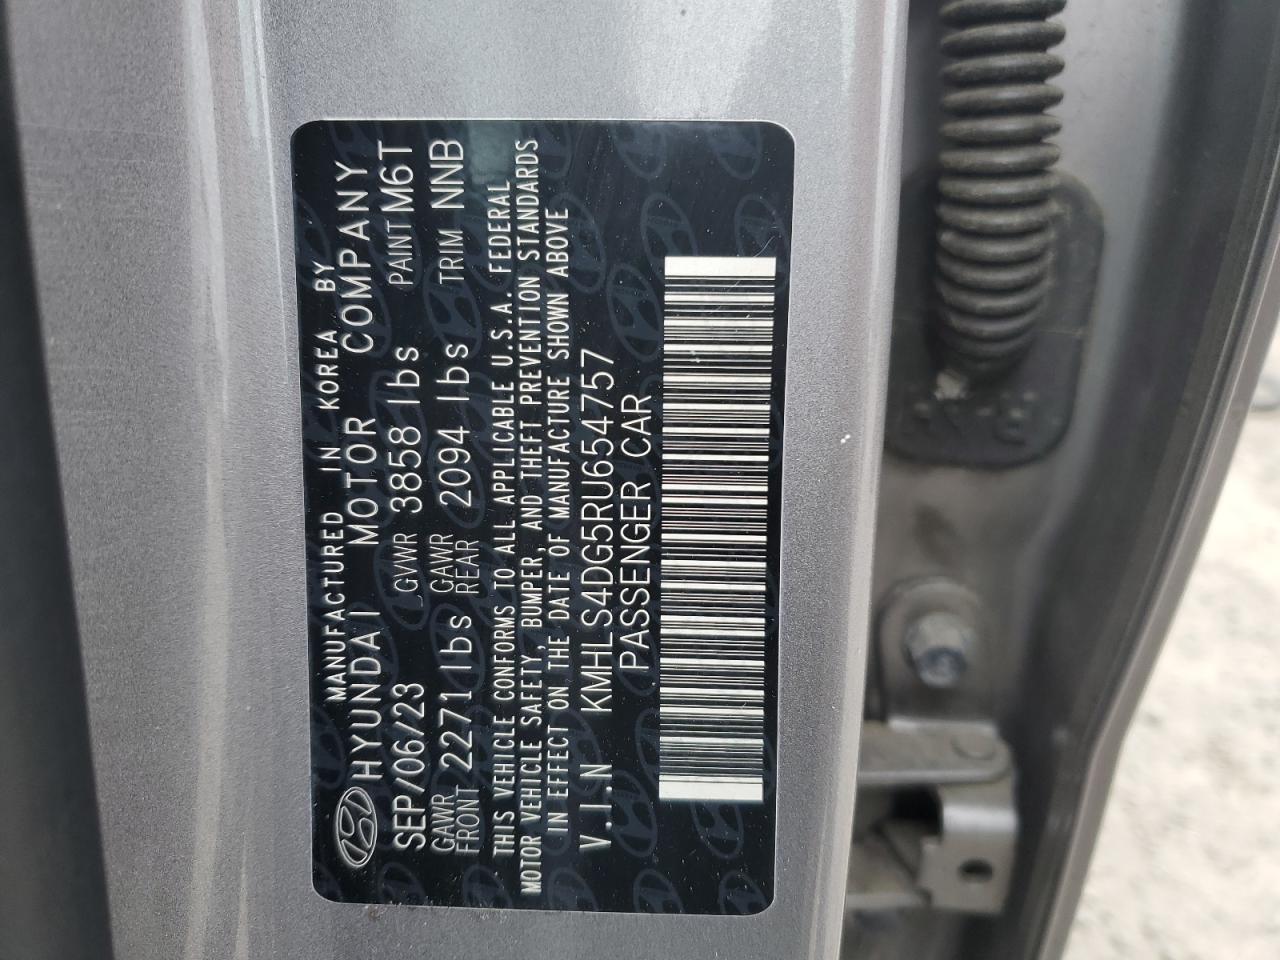 MANUFACTURED IN KOREA BY
HYUNDAI MOTOR COMPANY
SEP/06/23 GVWR 3858 lbs PAINT M6T
GAWR FRONT 2271 lbs GAWR REAR 2094 lbs TRIM NNB
THIS VEHICLE CONFORMS TO ALL APPLICABLE U.S.A. FEDERAL
MOTOR VEHICLE SAFETY, BUMPER, AND THEFT PREVENTION STANDARDS
IN EFFECT ON THE DATE OF MANUFACTURE SHOWN ABOVE
V.I.N KMHLS4DG5RU654757
PASSENGER CAR